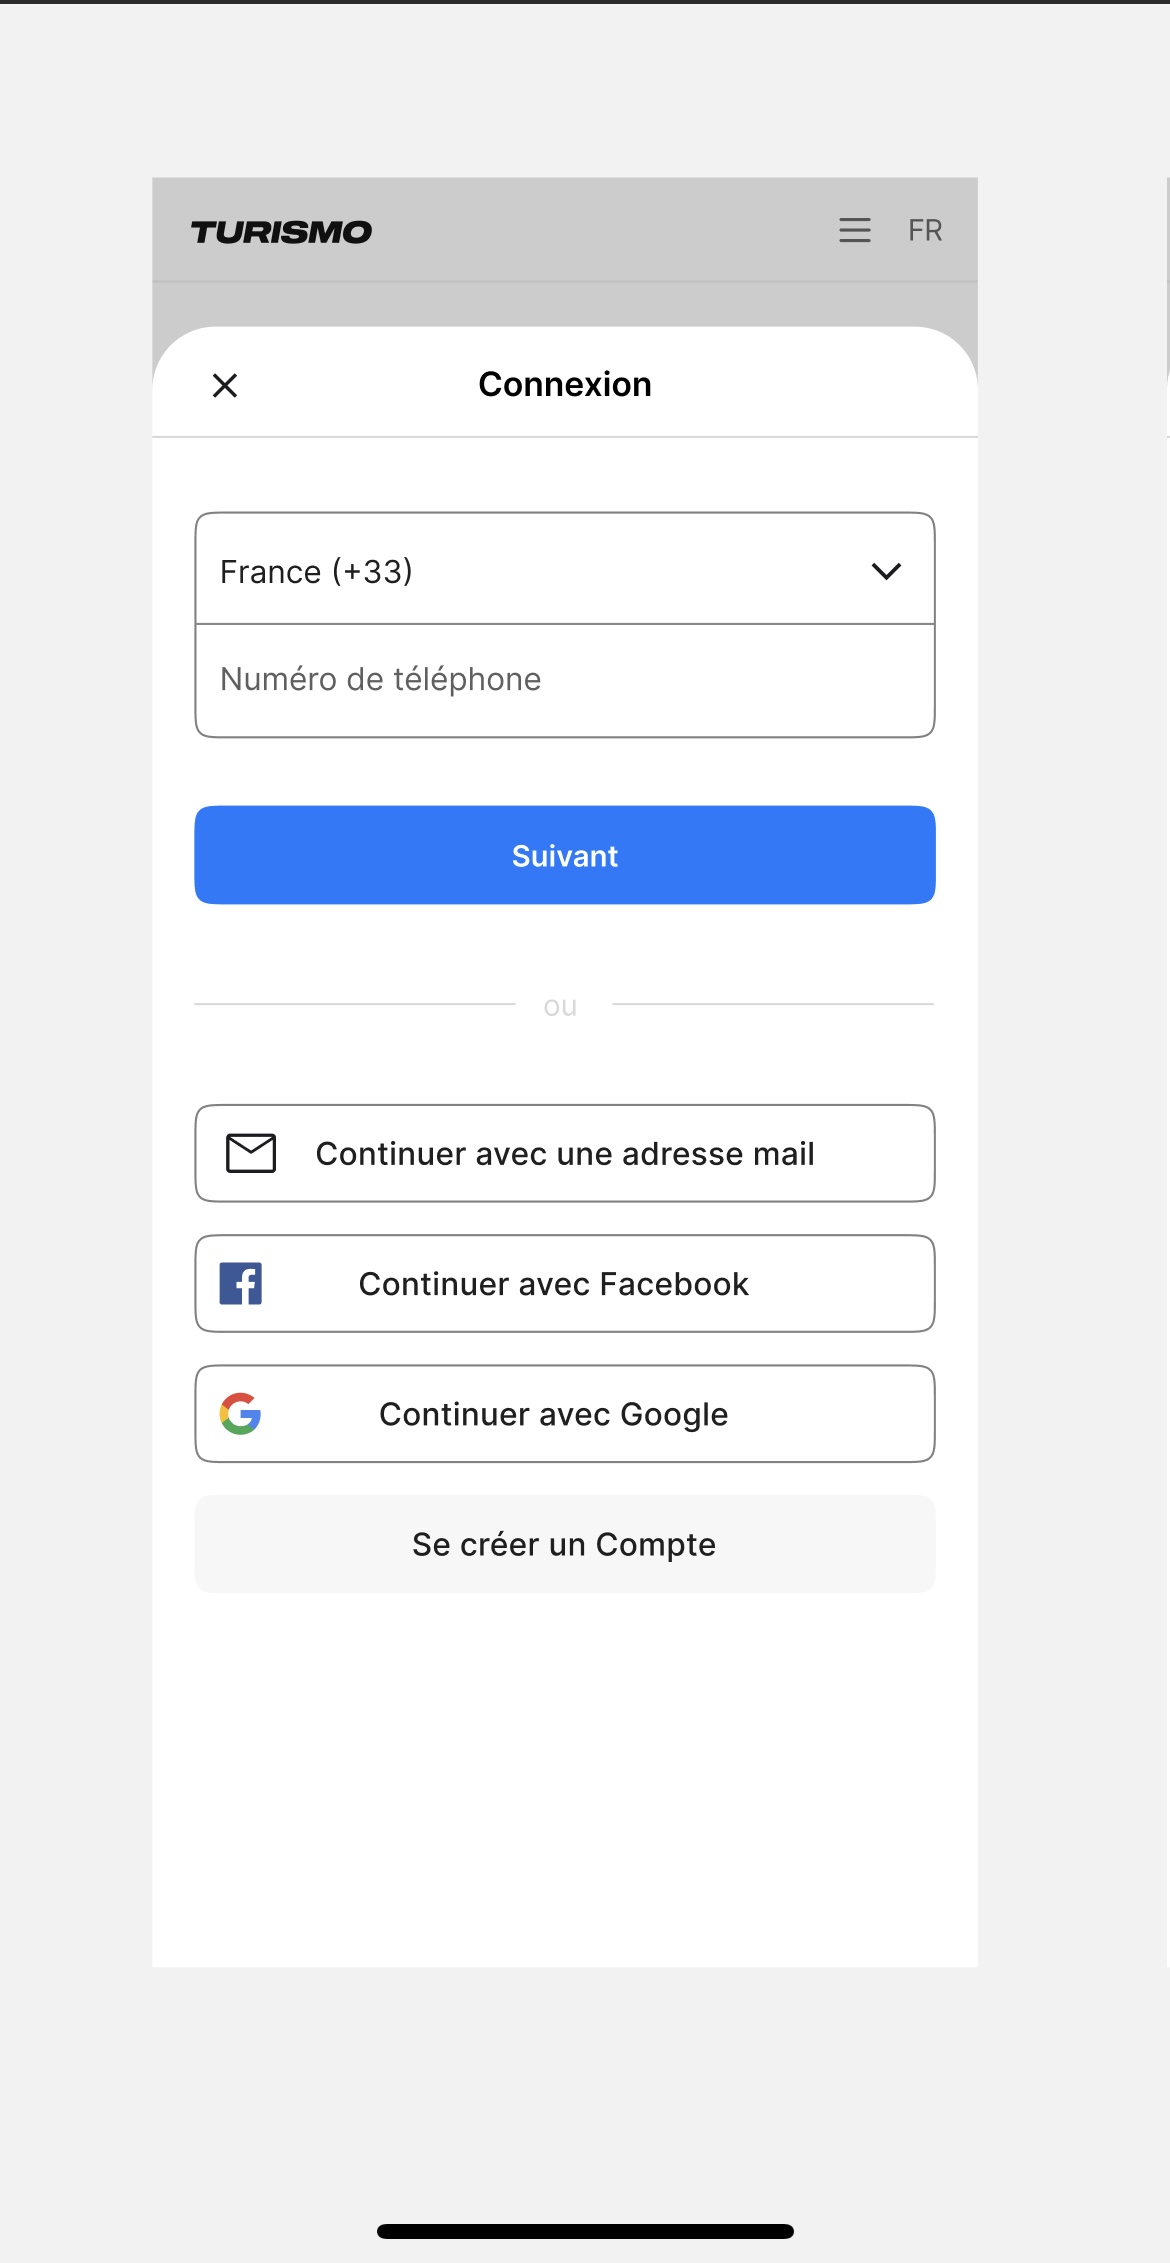 TURISMO
FR
Connexion
France (+33)
Numéro de téléphone
Suivant
ou
Continuer avec une adresse mail
Continuer avec Facebook
Continuer avec Google
Se créer un Compte